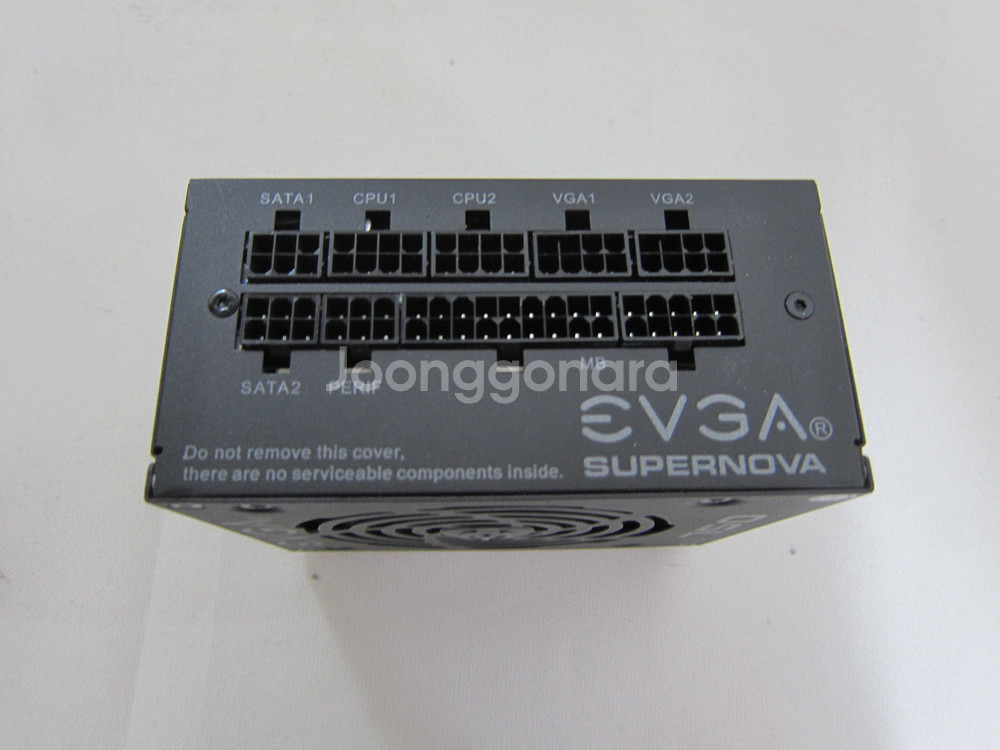 SATA1 CPU1 CPU2 VGA1 VGA2
MB
SATA2 PERIF
Joonggonara
EVGA®
Do not remove this cover,
there are no serviceable components inside.
SUPERNOVA